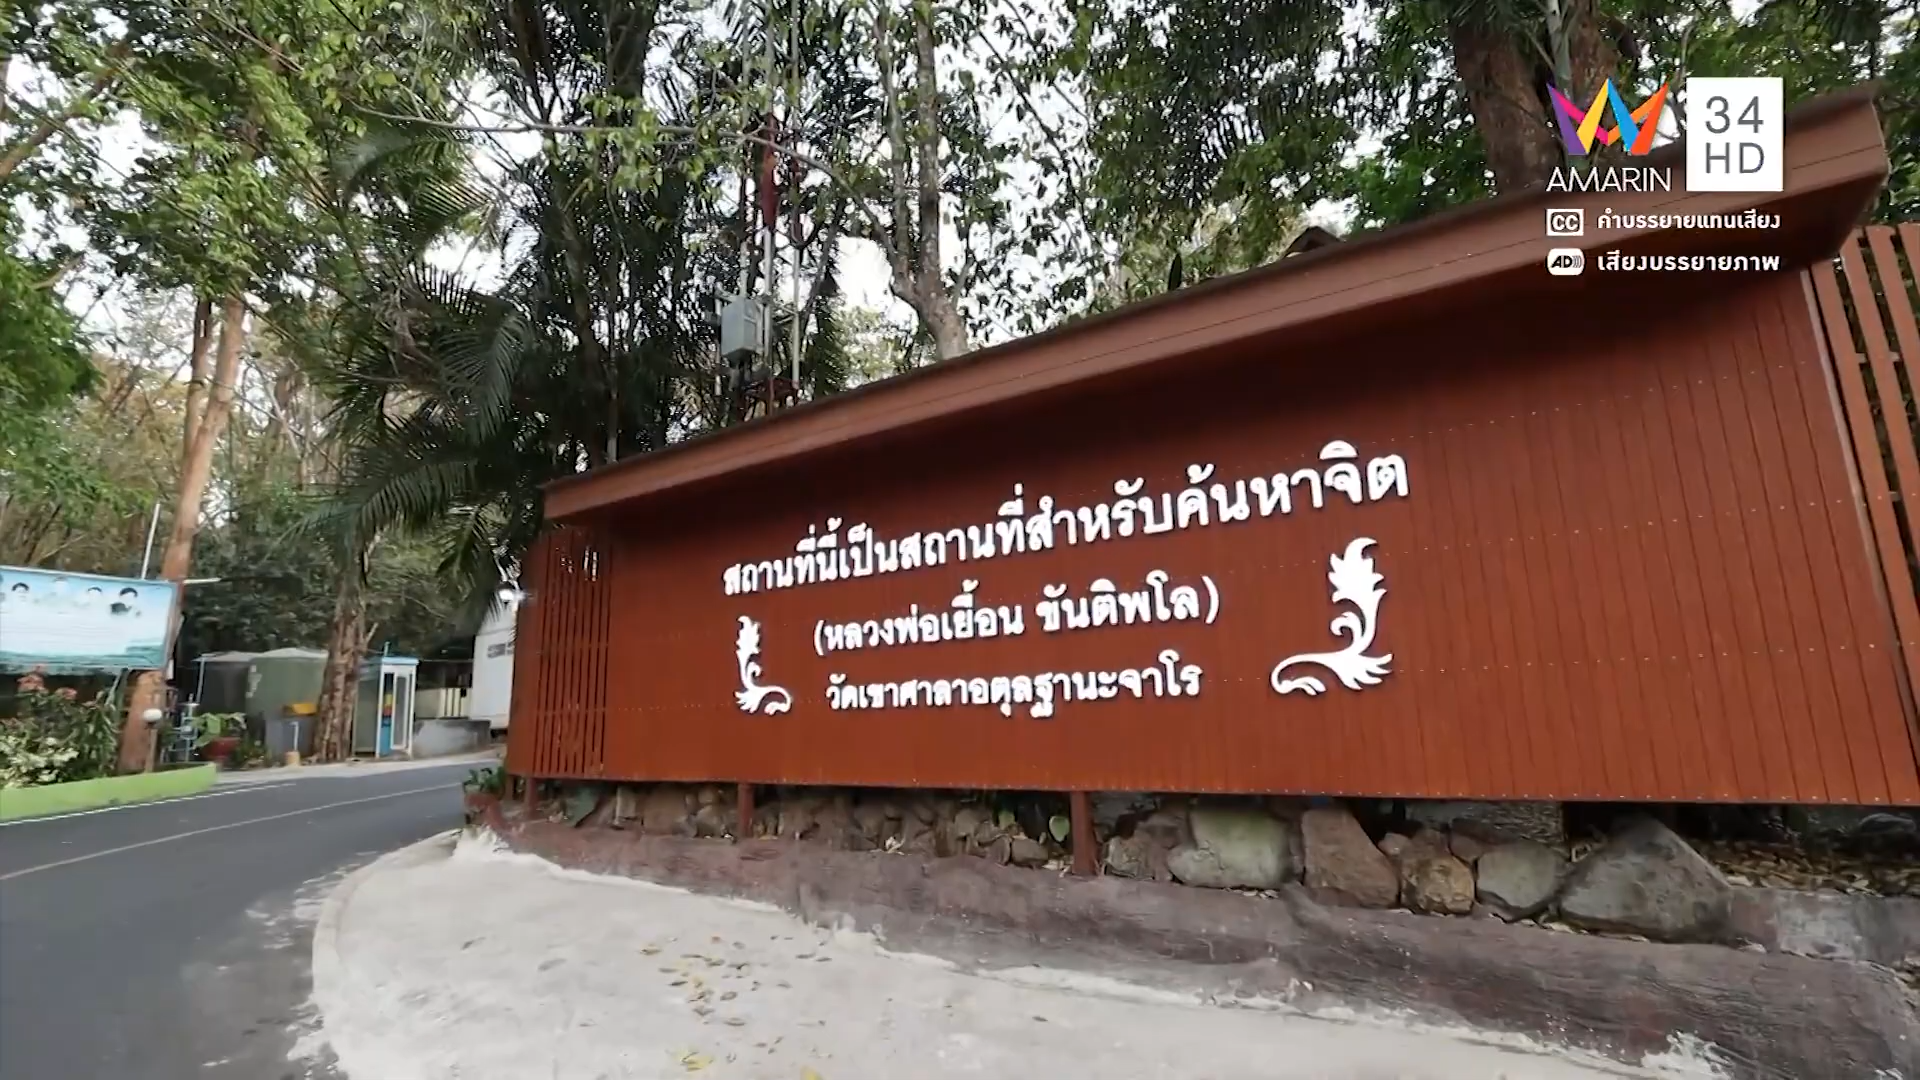 AMARIN
34
HD
CC คำบรรยายแทนเสียง
AD เสียงบรรยายภาพ
สถานที่นี้เป็นสถานที่สำหรับค้นหาจิต
(หลวงพ่อเยื้อน ขันติพโล)
วัดเขาศาลาอตุลฐานะจาโร